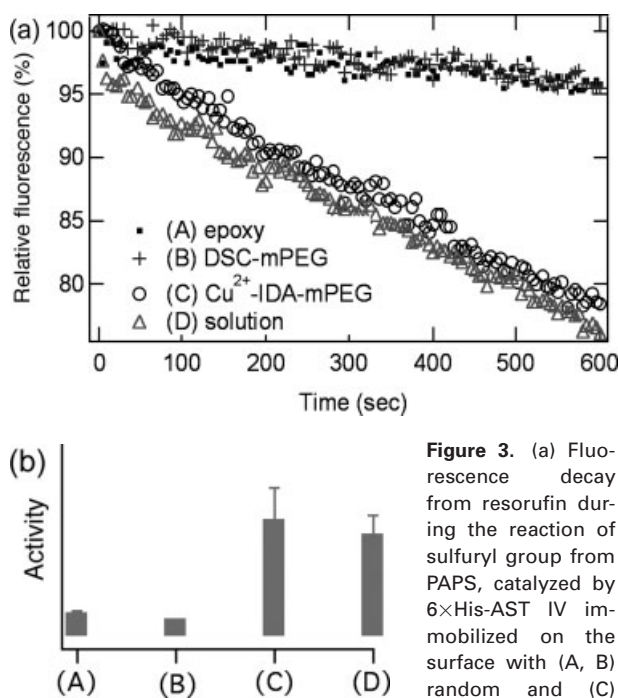 (a)
100
95
90
85
80
Relative fluorescence (%)
(A) epoxy
(B) DSC-mPEG
(C) Cu²⁺-IDA-mPEG
(D) solution
0 100 200 300 400 500 600
Time (sec)
(b)
Activity
(A) (B) (C) (D)
Figure 3. (a) Fluo-
rescence decay
from resorufin dur-
ing the reaction of
sulfuryl group from
PAPS, catalyzed by
6×His-AST IV im-
mobilized on the
surface with (A, B)
random and (C)